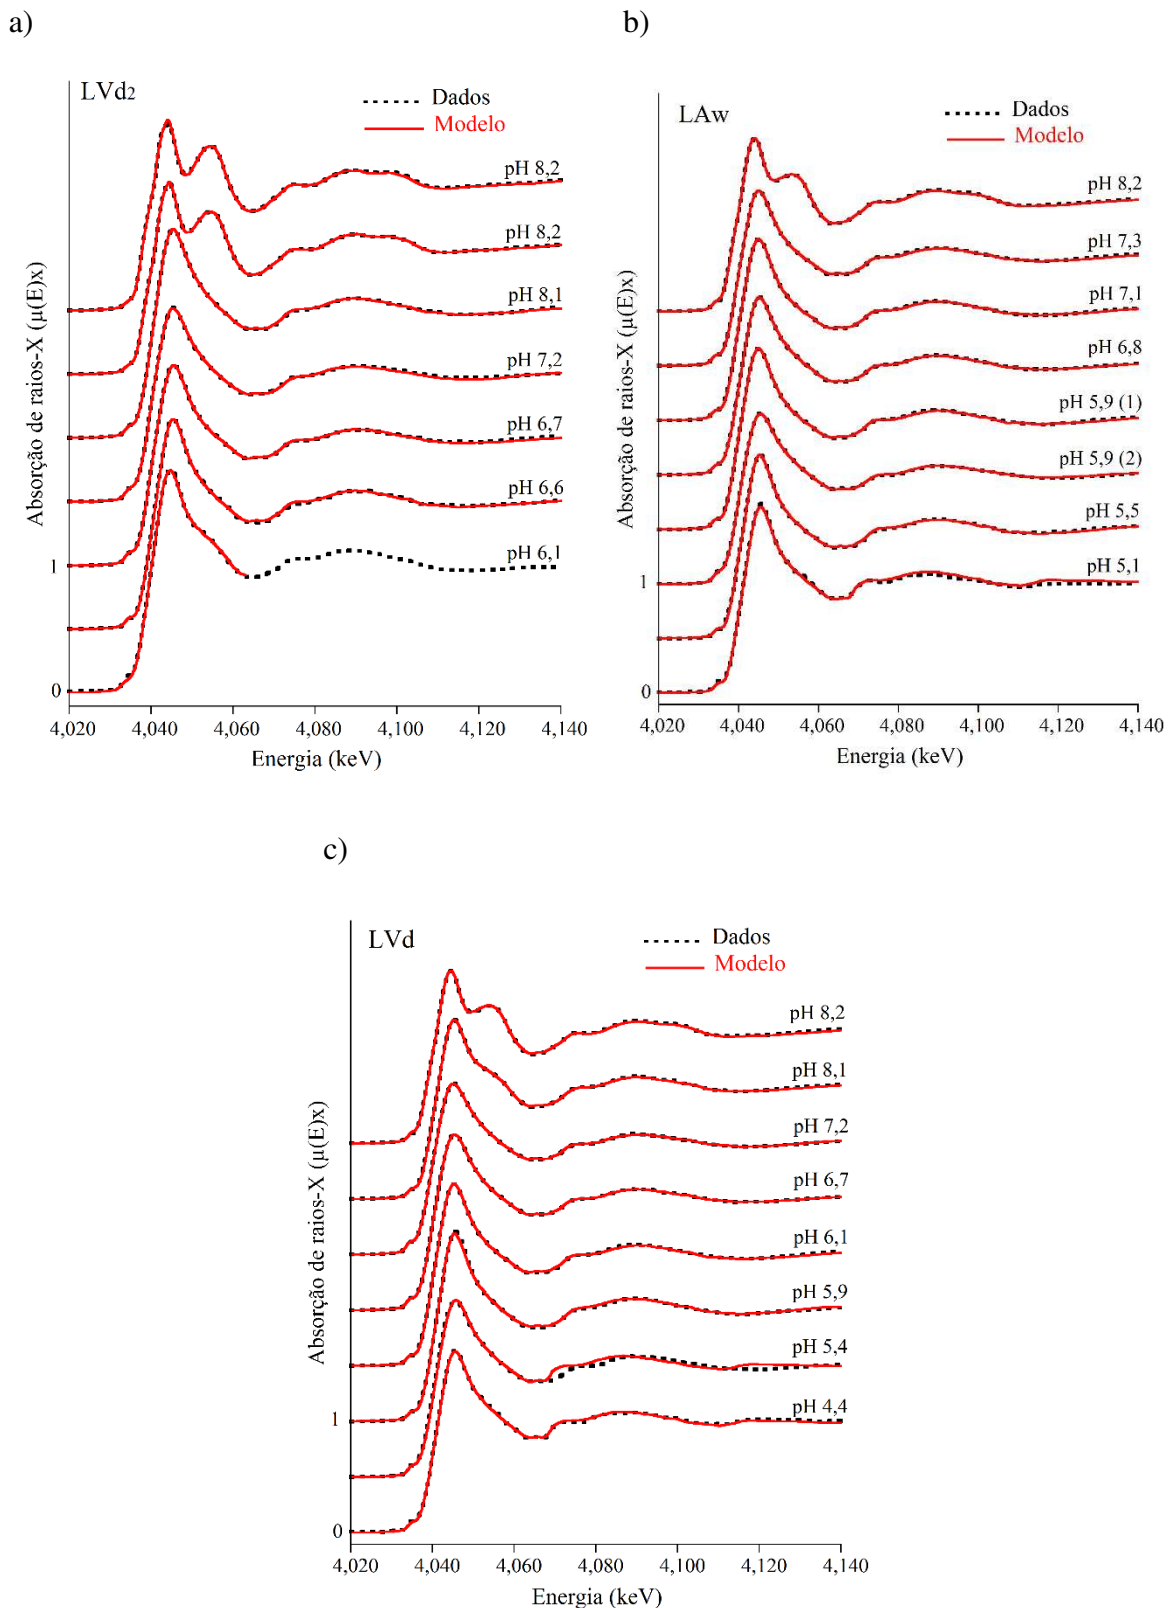 a)
LVd2
Dados
Modelo
pH 8,2
pH 8,2
pH 8,1
pH 7,2
pH 6,7
pH 6,6
pH 6,1
Absorção de raios-X (μ(E)x)
1
0
4,020 4,040 4,060 4,080 4,100 4,120 4,140
Energia (keV)
b)
LAw
Dados
Modelo
pH 8,2
pH 7,3
pH 7,1
pH 6,8
pH 5,9 (1)
pH 5,9 (2)
pH 5,5
pH 5,1
Absorção de raios-X (μ(E)x)
1
0
4,020 4,040 4,060 4,080 4,100 4,120 4,140
Energia (keV)
c)
LVd
Dados
Modelo
pH 8,2
pH 8,1
pH 7,2
pH 6,7
pH 6,1
pH 5,9
pH 5,4
pH 4,4
Absorção de raios-X (μ(E)x)
1
0
4,020 4,040 4,060 4,080 4,100 4,120 4,140
Energia (keV)